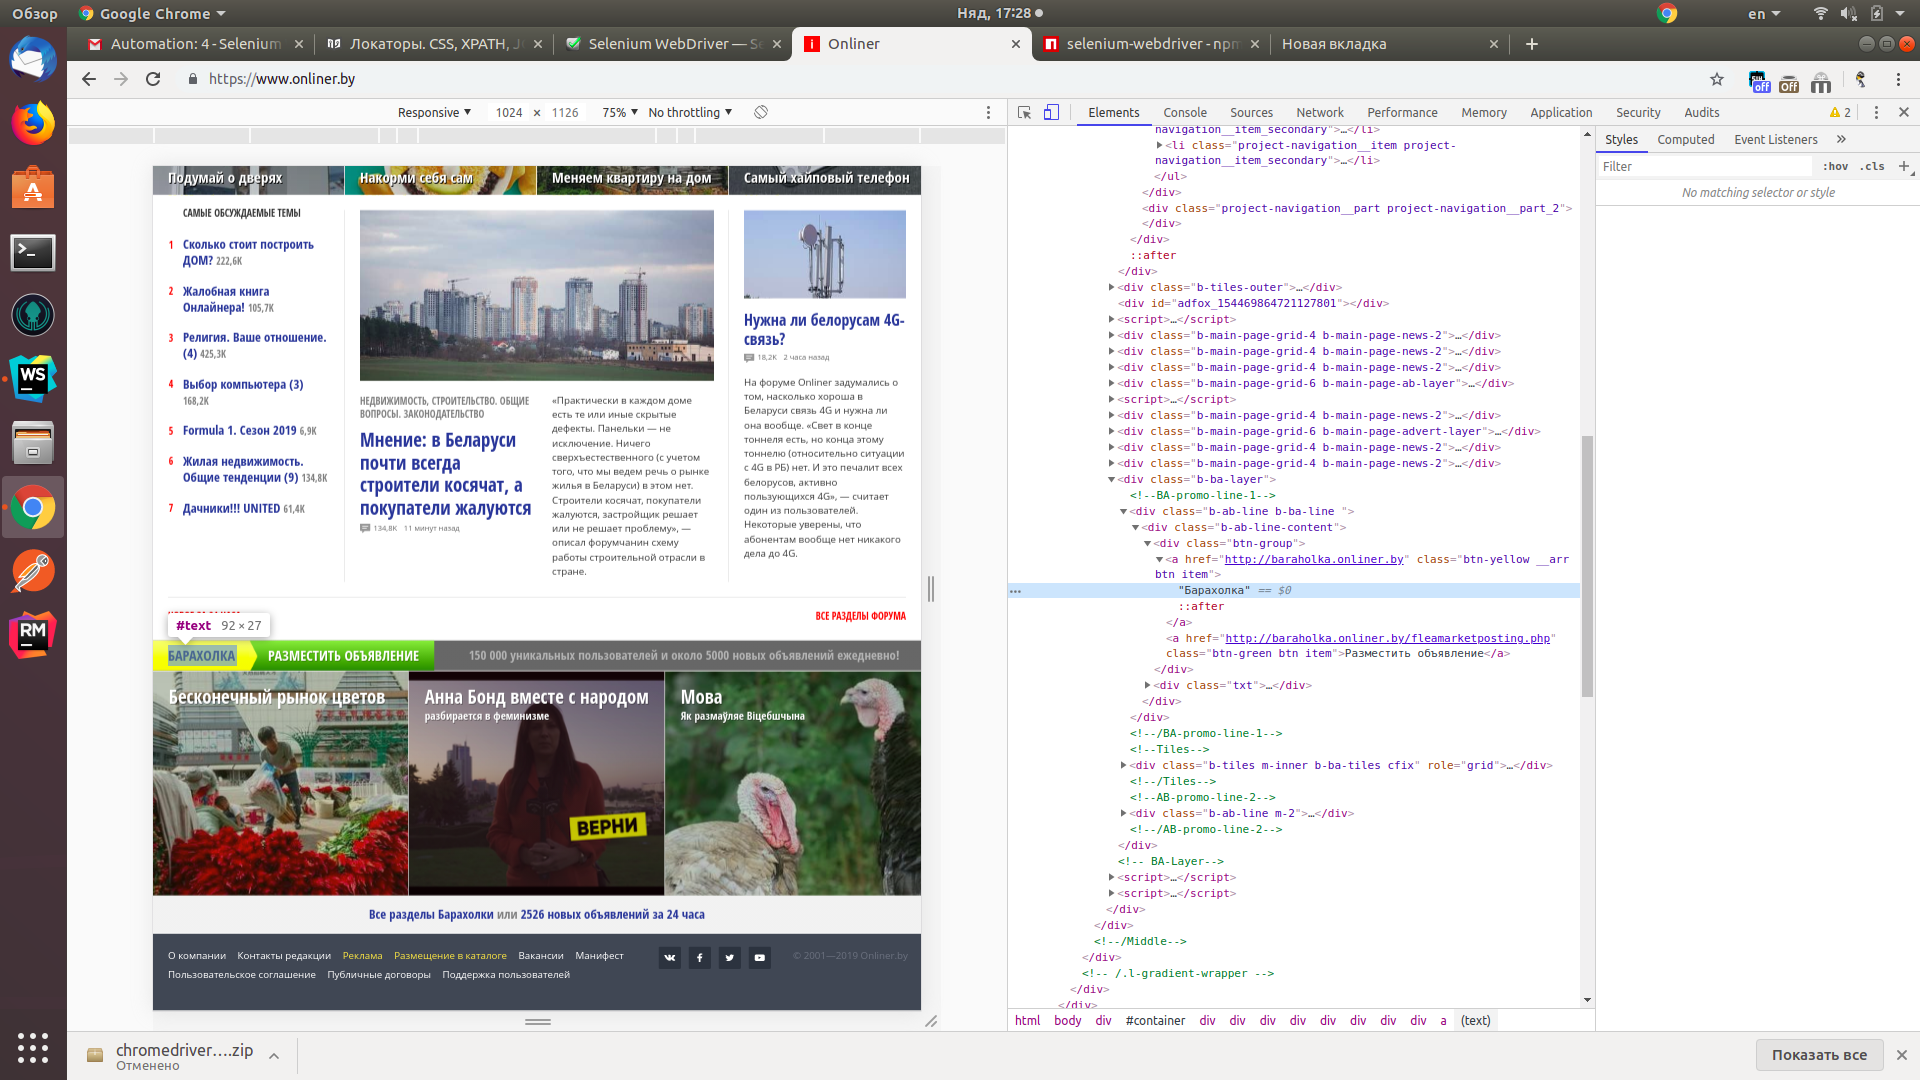 Обзор
Google Chrome
Няд, 17:28
en
Automation: 4 - Selenium
Локаторы. CSS, XPATH, J
Selenium WebDriver — Se
Onliner
selenium-webdriver - npm
Новая вкладка
https://www.onliner.by
off
Off
Responsive
1024 × 1126
75%
No throttling
Elements
Console
Sources
Network
Performance
Memory
Application
Security
Audits
2
Подумай о дверях
Накорми себя сам
Меняем квартиру на дом
Самый хайповый телефон
САМЫЕ ОБСУЖДАЕМЫЕ ТЕМЫ
1 Сколько стоит построить
ДОМ? 222,6K
2 Жалобная книга
Онлайнера! 105,7K
3 Религия. Ваше отношение.
(4) 425,3K
4 Выбор компьютера (3)
168,2K
5 Formula 1. Сезон 2019 6,9K
6 Жилая недвижимость.
Общие тенденции (9) 134,8K
7 Дачники!!! UNITED 61,4K
НЕДВИЖИМОСТЬ, СТРОИТЕЛЬСТВО. ОБЩИЕ
ВОПРОСЫ. ЗАКОНОДАТЕЛЬСТВО
Мнение: в Беларуси
почти всегда
строители косячат, а
покупатели жалуются
134,8K 11 минут назад
«Практически в каждом доме
есть те или иные скрытые
дефекты. Панельки — не
исключение. Ничего
сверхъестественного (с учетом
того, что мы ведем речь о рынке
жилья в Беларуси) в этом нет.
Строители косячат, покупатели
жалуются, застройщик решает
или не решает проблему», —
описал форумчанин схему
работы строительной отрасли в
стране.
Нужна ли белорусам 4G-
связь?
18,2K 2 часа назад
На форуме Onliner задумались о
том, насколько хороша в
Беларуси связь 4G и нужна ли
она вообще. «Свет в конце
тоннеля есть, но конца этому
тоннелю (относительно ситуации
с 4G в РБ) нет. И это печалит всех
белорусов, активно
пользующихся 4G», — считает
один из пользователей.
Некоторые уверены, что
абонентам вообще нет никакого
дела до 4G.
ВСЕ РАЗДЕЛЫ ФОРУМА
#text 92 × 27
БАРАХОЛКА
РАЗМЕСТИТЬ ОБЪЯВЛЕНИЕ
150 000 уникальных пользователей и около 5000 новых объявлений ежедневно!
Бесконечный рынок цветов
Анна Бонд вместе с народом
разбирается в феминизме
Мова
Як размаўляе Віцебшчына
ВЕРНИ
Все разделы Барахолки или 2526 новых объявлений за 24 часа
О компании Контакты редакции Реклама Размещение в каталоге Вакансии Манифест
© 2001—2019 Onliner.by
Пользовательское соглашение Публичные договоры Поддержка пользователей
navigation__item_secondary">…</li>
<li class="project-navigation__item project-
navigation__item_secondary">…</li>
</ul>
</div>
<div class="project-navigation__part project-navigation__part_2">
</div>
</div>
::after
</div>
<div class="b-tiles-outer">…</div>
<div id="adfox_154469864721127801"></div>
<script>…</script>
<div class="b-main-page-grid-4 b-main-page-news-2">…</div>
<div class="b-main-page-grid-4 b-main-page-news-2">…</div>
<div class="b-main-page-grid-4 b-main-page-news-2">…</div>
<div class="b-main-page-grid-6 b-main-page-ab-layer">…</div>
<script>…</script>
<div class="b-main-page-grid-4 b-main-page-news-2">…</div>
<div class="b-main-page-grid-6 b-main-page-advert-layer">…</div>
<div class="b-main-page-grid-4 b-main-page-news-2">…</div>
<div class="b-main-page-grid-4 b-main-page-news-2">…</div>
<div class="b-ba-layer">
<!--BA-promo-line-1-->
<div class="b-ab-line b-ba-line ">
<div class="b-ab-line-content">
<div class="btn-group">
<a href="http://baraholka.onliner.by" class="btn-yellow __arr
btn item">
"Барахолка" == $0
::after
</a>
<a href="http://baraholka.onliner.by/fleamarketposting.php"
class="btn-green btn item">Разместить объявление</a>
</div>
<div class="txt">…</div>
</div>
</div>
<!--/BA-promo-line-1-->
<!--Tiles-->
<div class="b-tiles m-inner b-ba-tiles cfix" role="grid">…</div>
<!--/Tiles-->
<!--AB-promo-line-2-->
<div class="b-ab-line m-2">…</div>
<!--/AB-promo-line-2-->
</div>
<!-- BA-Layer-->
<script>…</script>
<script>…</script>
</div>
</div>
<!--/Middle-->
</div>
<!-- /.l-gradient-wrapper -->
</div>
</div>
html body div #container div div div div div div div div a (text)
Styles
Computed
Event Listeners
Filter
:hov
.cls
No matching selector or style
WS
RM
chromedriver….zip
Отменено
Показать все